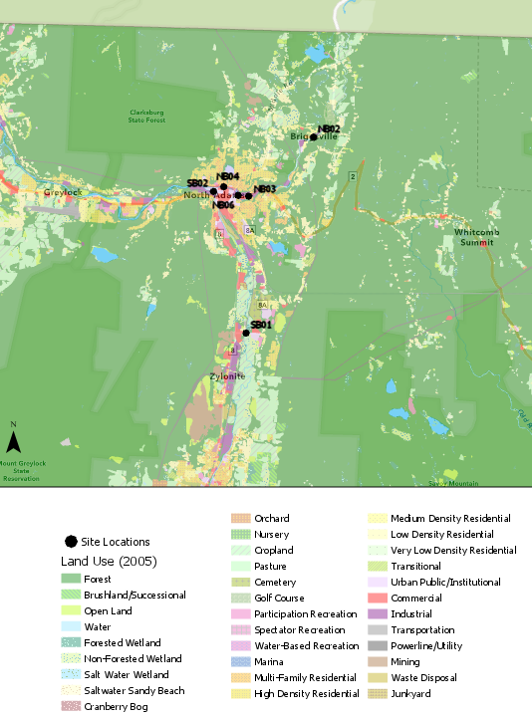 Clarksburg
State Forest
NB02
Briggsville
NB04
SB02
NB03
North Adams
NB06
Greylock
2
8A
8
Whitcomb
Summit
8A
SB01
8
Zylonite
N
Mount Greylock
State
Reservation
Site Locations
Land Use (2005)
Forest
Brushland/Successional
Open Land
Water
Forested Wetland
Non-Forested Wetland
Salt Water Wetland
Saltwater Sandy Beach
Cranberry Bog
Orchard
Nursery
Cropland
Pasture
Cemetery
Golf Course
Participation Recreation
Spectator Recreation
Water-Based Recreation
Marina
Multi-Family Residential
High Density Residential
Medium Density Residential
Low Density Residential
Very Low Density Residential
Transitional
Urban Public/Institutional
Commercial
Industrial
Transportation
Powerline/Utility
Mining
Waste Disposal
Junkyard